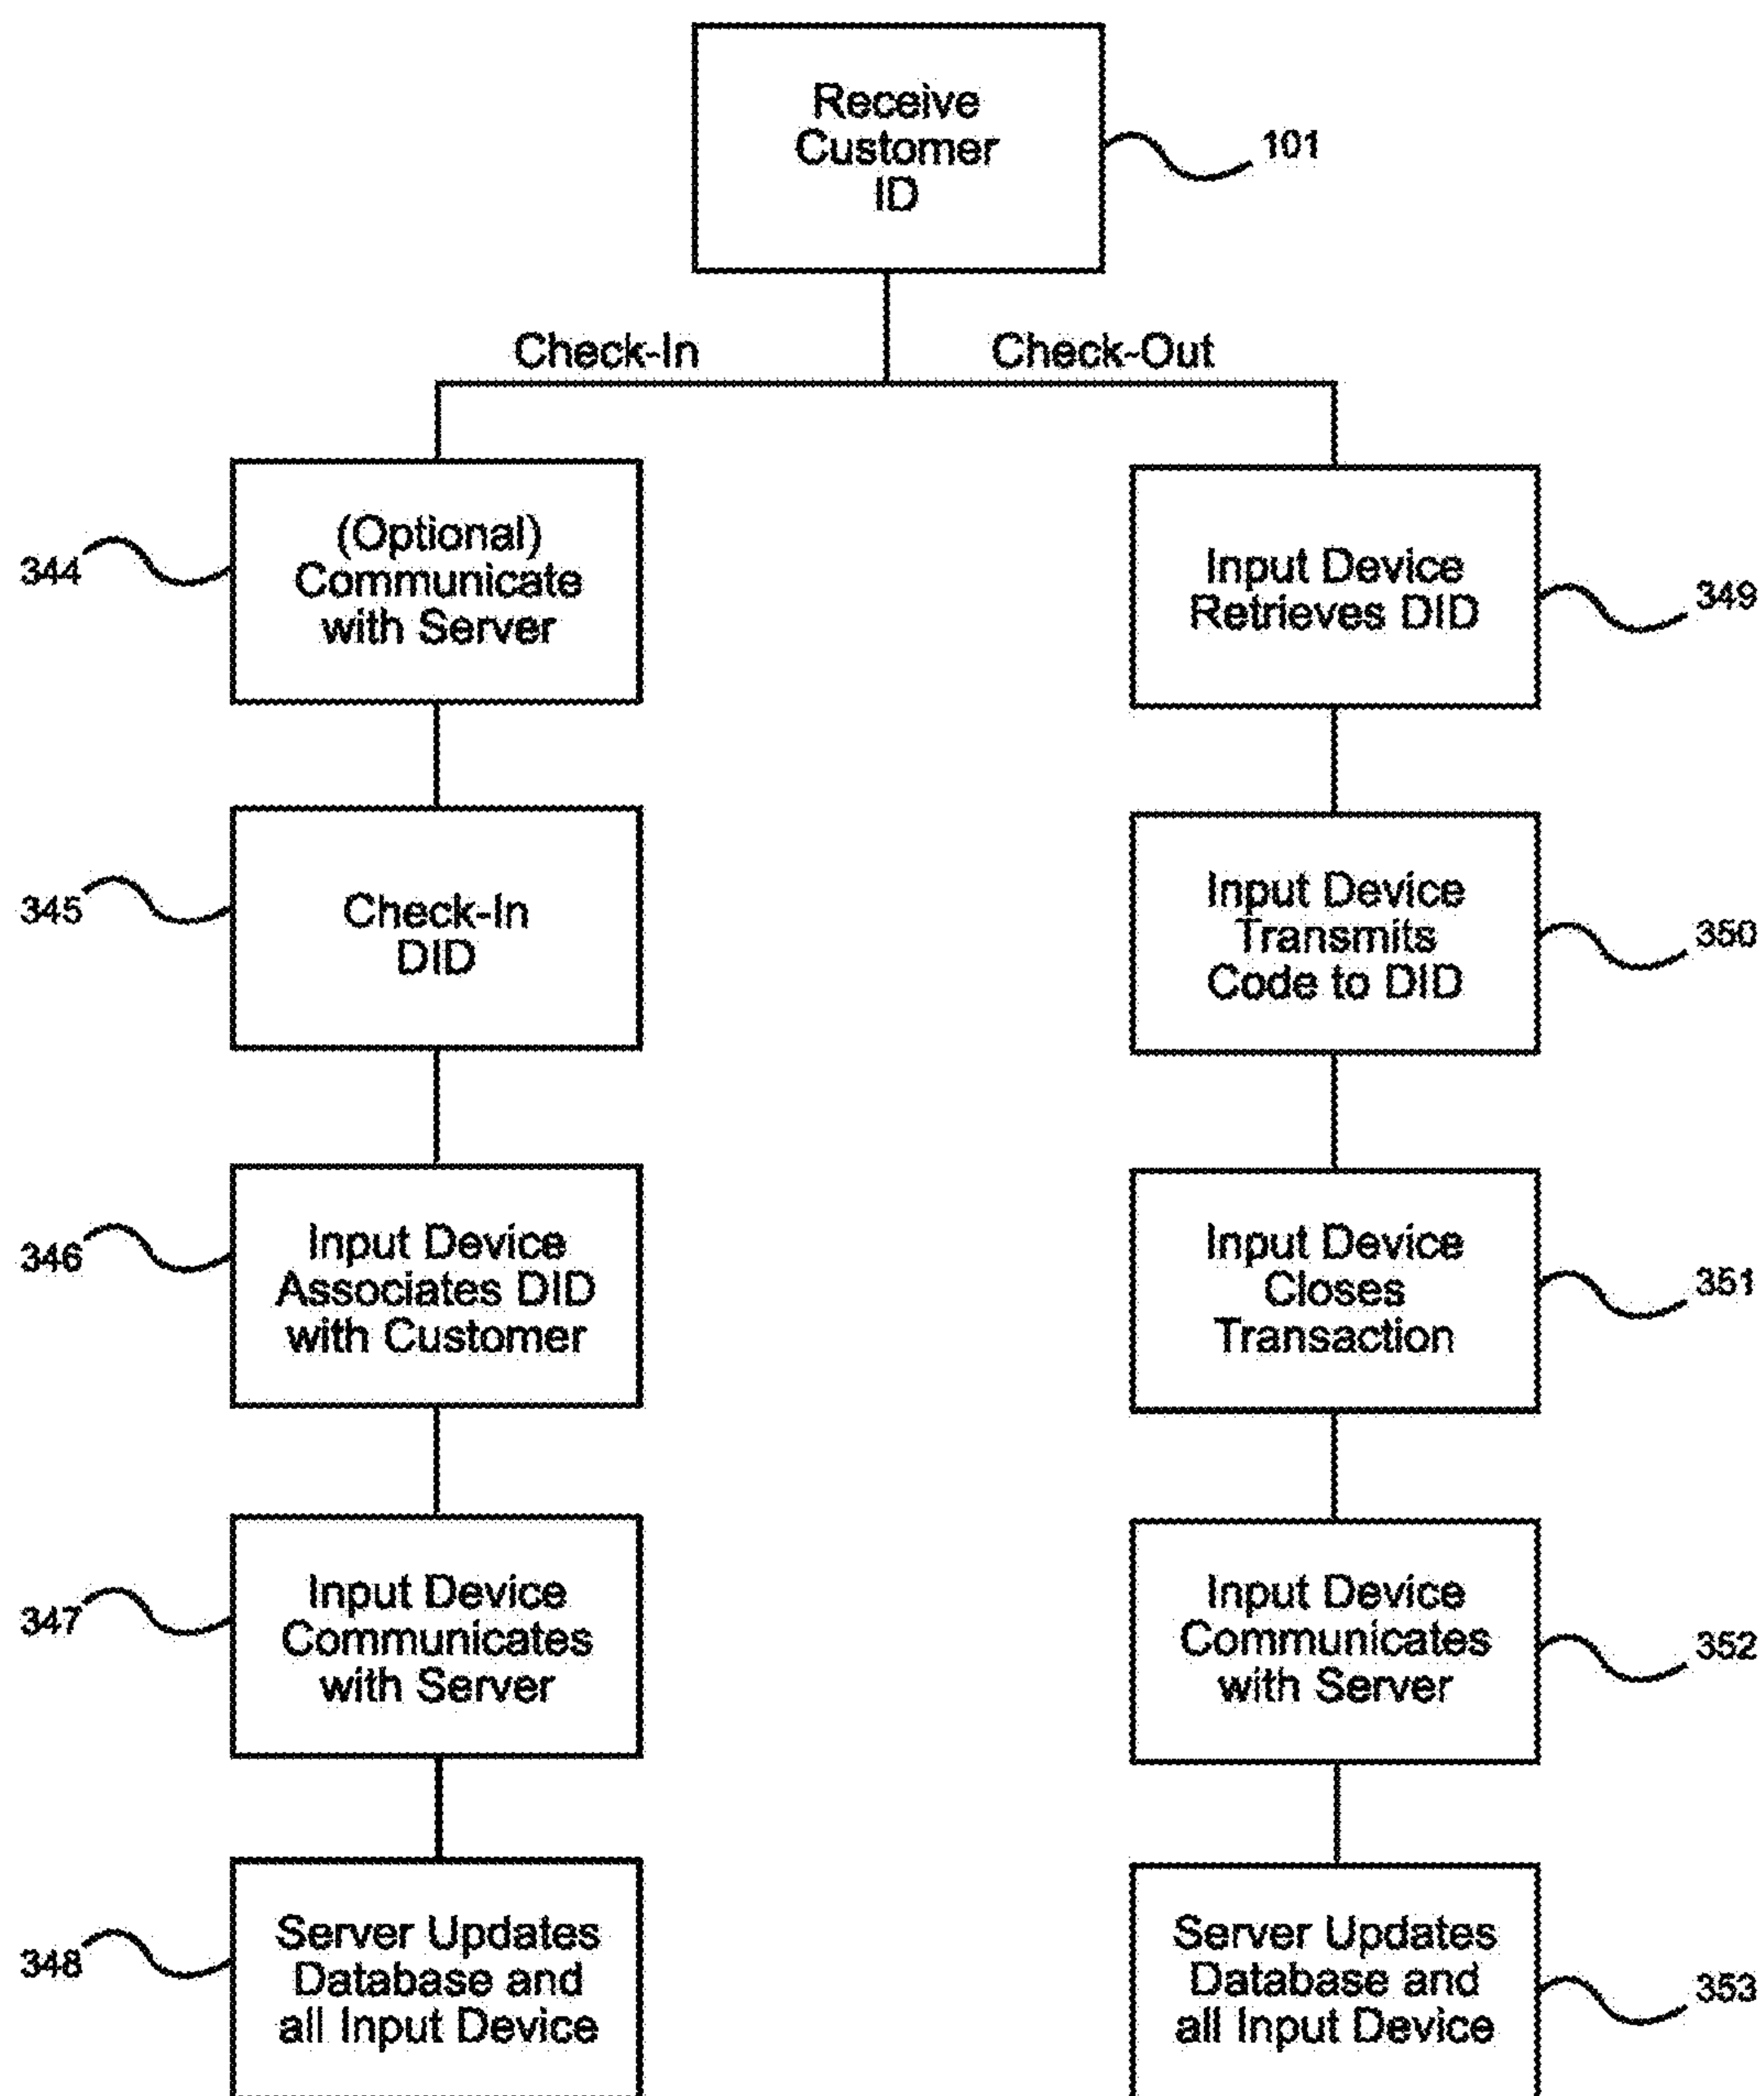 Receive
Customer
ID
101
Check-In
Check-Out
(Optional)
Communicate
with Server
344
Input Device
Retrieves DID
349
Check-In
DID
345
Input Device
Transmits
Code to DID
350
Input Device
Associates DID
with Customer
346
Input Device
Closes
Transaction
351
Input Device
Communicates
with Server
347
Input Device
Communicates
with Server
352
Server Updates
Database and
all Input Device
348
Server Updates
Database and
all Input Device
353